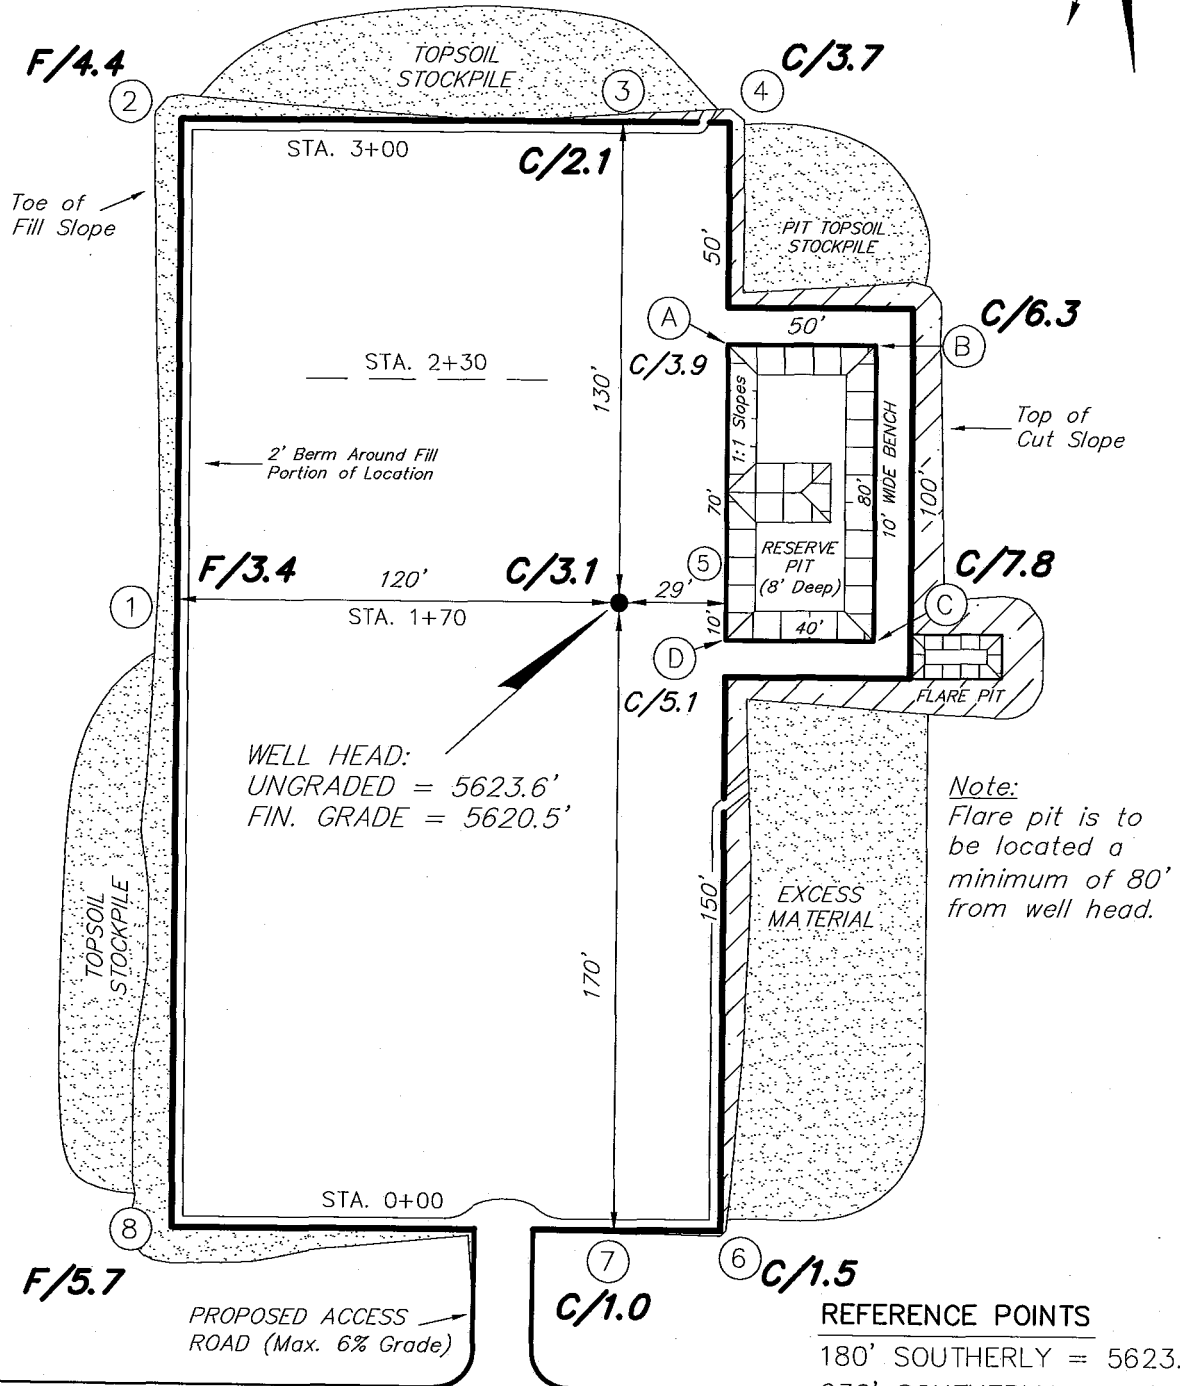 F/4.4
2
TOPSOIL
STOCKPILE
3
C/3.7
4
STA. 3+00
C/2.1
Toe of
Fill Slope
50'
PIT TOPSOIL
STOCKPILE
A
50'
C/6.3
B
C/3.9
STA. 2+30
130'
1:1 Slopes
Top of
Cut Slope
2' Berm Around Fill
Portion of Location
70'
80'
10' WIDE BENCH
100'
RESERVE
PIT
(8' Deep)
5
F/3.4
120'
C/3.1
29'
C/7.8
1
STA. 1+70
10'
40'
C
D
C/5.1
FLARE PIT
WELL HEAD:
UNGRADED = 5623.6'
FIN. GRADE = 5620.5'
Note:
Flare pit is to
be located a
minimum of 80'
from well head.
TOPSOIL
STOCKPILE
150'
EXCESS
MATERIAL
170'
STA. 0+00
8
F/5.7
7
C/1.0
6
C/1.5
PROPOSED ACCESS
ROAD (Max. 6% Grade)
REFERENCE POINTS
180' SOUTHERLY = 5623.